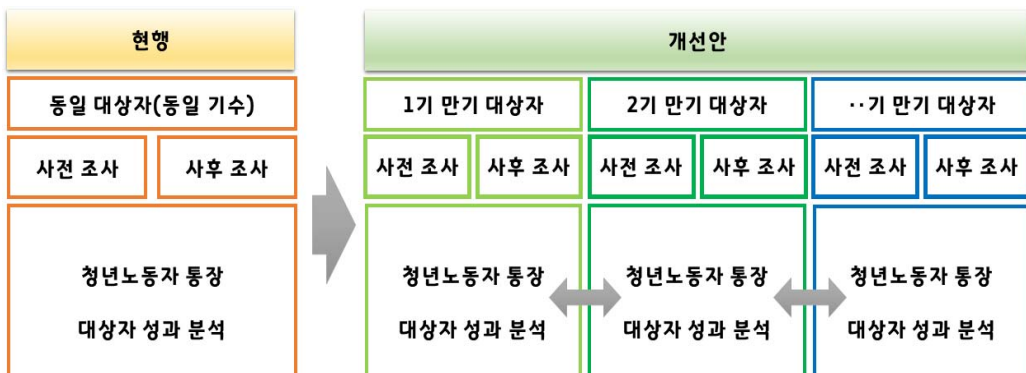 현행
개선안
동일 대상자(동일 기수)
1기 만기 대상자
2기 만기 대상자
··기 만기 대상자
사전 조사
사후 조사
사전 조사
사후 조사
사전 조사
사후 조사
사전 조사
사후 조사
청년노동자 통장
대상자 성과 분석
청년노동자 통장
대상자 성과 분석
청년노동자 통장
대상자 성과 분석
청년노동자 통장
대상자 성과 분석